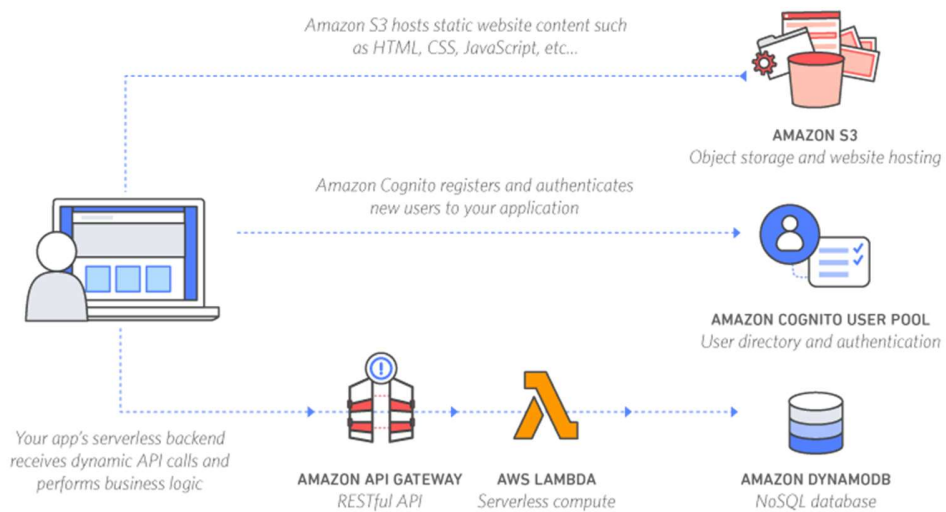 Amazon S3 hosts static website content such
as HTML, CSS, JavaScript, etc...
AMAZON S3
Object storage and website hosting
Amazon Cognito registers and authenticates
new users to your application
AMAZON COGNITO USER POOL
User directory and authentication
Your app's serverless backend
receives dynamic API calls and
performs business logic
AMAZON API GATEWAY
RESTful API
AWS LAMBDA
Serverless compute
AMAZON DYNAMODB
NoSQL database